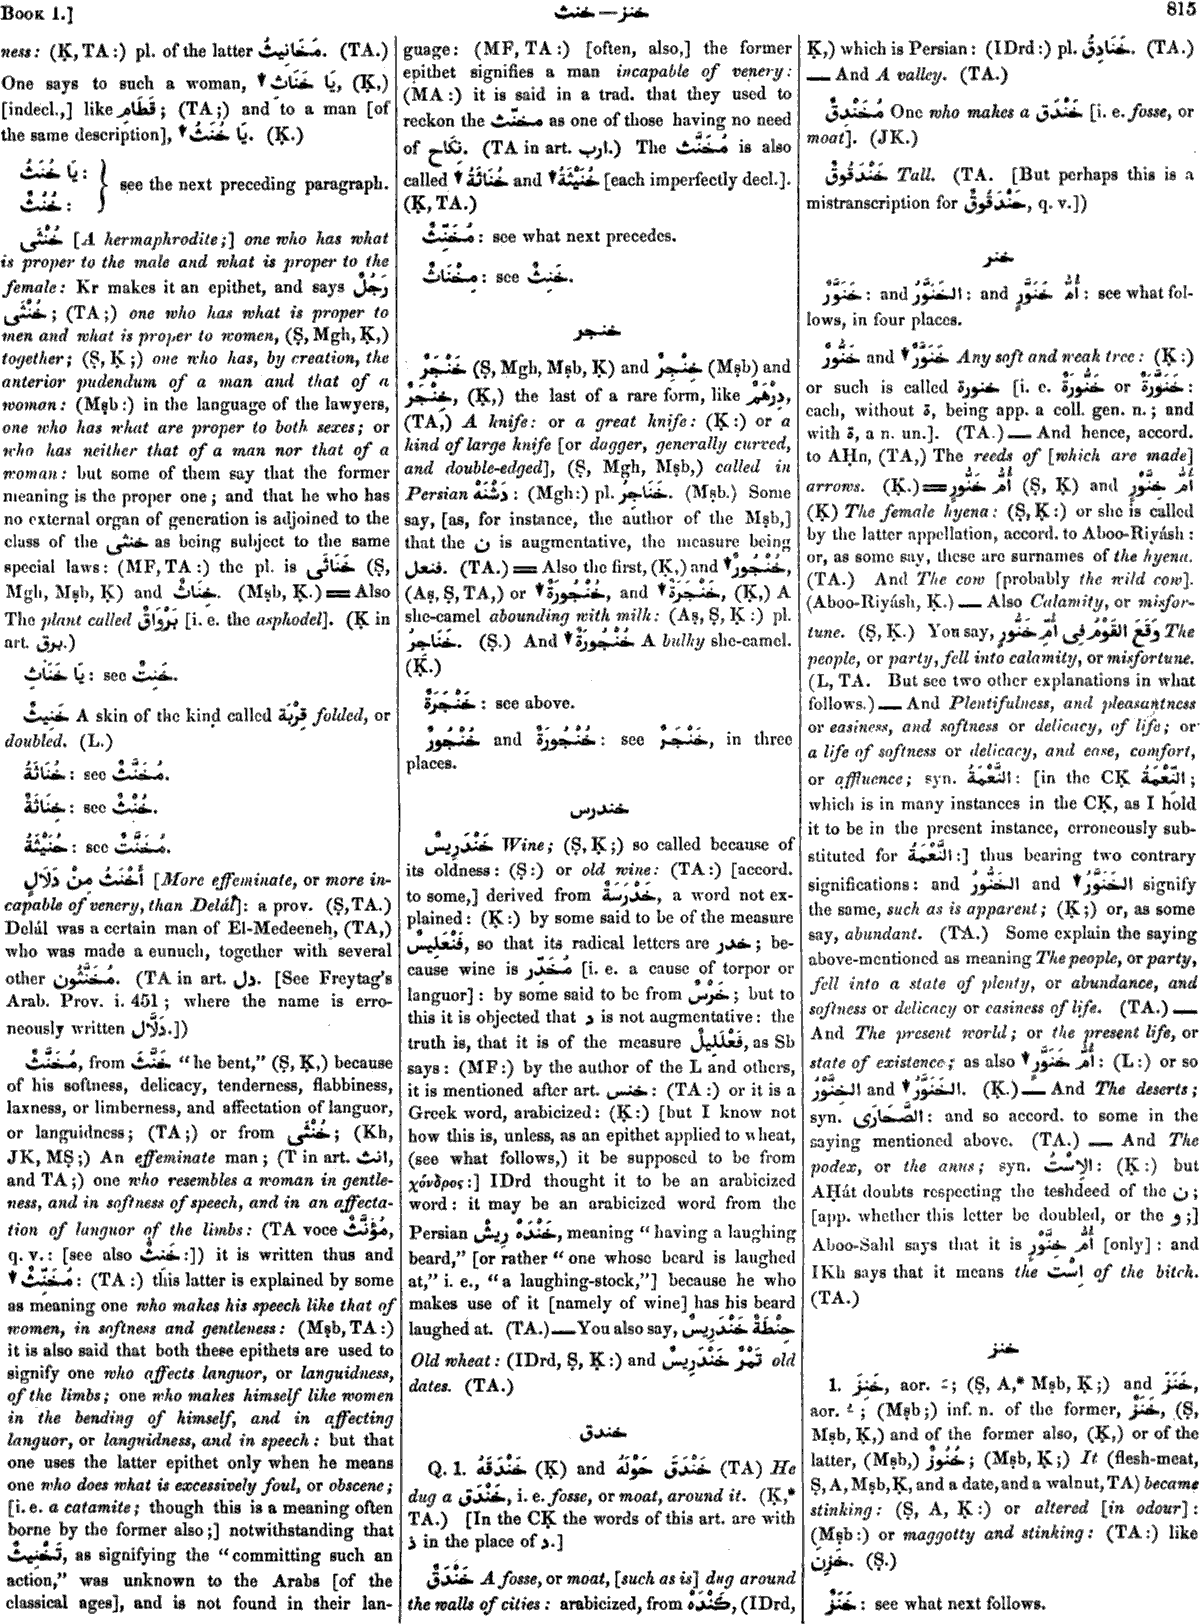 Book I.]
خنث — خنز
815
ness: (Ḳ, TA:) pl. of the latter مَخَانِيثُ. (TA.)
One says to such a woman, يَا خَنَاثِ, (Ḳ,)
[indecl.,] like قَطَامِ; (TA;) and to a man [of
the same description], يَا خُنَثُ. (Ḳ.)
يَا خُنَثُ :
خُنُثٌ :
see the next preceding paragraph.
خُنْثَى [A hermaphrodite;] one who has what
is proper to the male and what is proper to the
female: Kr makes it an epithet, and says رَجُلٌ
خُنْثَى; (TA;) one who has what is proper to
men and what is proper to women, (Ṣ, Mgh, Ḳ,)
together; (Ṣ, Ḳ;) one who has, by creation, the
anterior pudendum of a man and that of a
woman: (Mṣb:) in the language of the lawyers,
one who has what are proper to both sexes; or
who has neither that of a man nor that of a
woman: but some of them say that the former
meaning is the proper one; and that he who has
no external organ of generation is adjoined to the
class of the خنثى as being subject to the same
special laws: (MF, TA:) the pl. is خَنَاثَى (Ṣ,
Mgh, Mṣb, Ḳ) and خِنَاثٌ. (Mṣb, Ḳ.) ═ Also
The plant called بَرْوَاقٌ [i. e. the asphodel]. (Ḳ in
art. برق.)
يَا خَنَاثِ: see خَنِثٌ.
خَنِيثٌ A skin of the kind called قِرْبَة folded, or
doubled. (L.)
خُنَاثَةُ: see مُخَنَّثٌ.
خِنَاثَةٌ: see خُنْثٌ.
خُنَيْثَةُ: see مُخَنَّثٌ.
أَخْنَثُ مِنْ دَلَالٍ [More effeminate, or more in-
capable of venery, than Delál]: a prov. (Ṣ, TA.)
Delál was a certain man of El-Medeeneh, (TA,)
who was made a eunuch, together with several
other مُخَنَّثُون. (TA in art. دل. [See Freytag's
Arab. Prov. i. 451; where the name is erro-
neously written دَلَّال.])
مُخَنَّثٌ, from خَنَثَ "he bent," (Ṣ, Ḳ,) because
of his softness, delicacy, tenderness, flabbiness,
laxness, or limberness, and affectation of languor,
or languidness; (TA;) or from خُنْثَى; (Kh,
JK, MṢ;) An effeminate man; (T in art. انث,
and TA;) one who resembles a woman in gentle-
ness, and in softness of speech, and in an affecta-
tion of languor of the limbs: (TA voce مُؤَنَّثٌ,
q. v.: [see also خَنِثٌ:]) it is written thus and
مُخَنِّثٌ: (TA:) this latter is explained by some
as meaning one who makes his speech like that of
women, in softness and gentleness: (Mṣb, TA:)
it is also said that both these epithets are used to
signify one who affects languor, or languidness,
of the limbs; one who makes himself like women
in the bending of himself, and in affecting
languor, or languidness, and in speech: but that
one uses the latter epithet only when he means
one who does what is excessively foul, or obscene;
[i. e. a catamite; though this is a meaning often
borne by the former also;] notwithstanding that
تَخْنِيثٌ, as signifying the "committing such an
action," was unknown to the Arabs [of the
classical ages], and is not found in their lan-
guage: (MF, TA:) [often, also,] the former
epithet signifies a man incapable of venery:
(MA:) it is said in a trad. that they used to
reckon the مخنّث as one of those having no need
of نِكَاح. (TA in art. ارب.) The مُخَنَّث is also
called خُنَاثَةُ and خُنَيْثَةُ [each imperfectly decl.].
(Ḳ, TA.)
مُخَنِّثٌ: see what next precedes.
مِخْنَاثٌ: see خَنِثٌ.
خنجر
خَنْجَرٌ (Ṣ, Mgh, Mṣb, Ḳ) and خِنْجِرٌ (Mṣb) and
خِنْجَرٌ, (Ḳ,) the last of a rare form, like دِرْهَمٌ,
(TA,) A knife: or a great knife: (Ḳ:) or a
kind of large knife [or dagger, generally curved,
and double-edged], (Ṣ, Mgh, Mṣb,) called in
Persian دَشْنَهْ: (Mgh:) pl. خَنَاجِرُ. (Mṣb.) Some
say, [as, for instance, the author of the Mṣb,]
that the ن is augmentative, the measure being
فنعل. (TA.) ═ Also the first, (Ḳ,) and خُنْجُورٌ,
(Aṣ, Ṣ, TA,) or خُنْجُورَةٌ, and خَنْجَرَةٌ, (Ḳ,) A
she-camel abounding with milk: (Aṣ, Ṣ, Ḳ:) pl.
خَنَاجِرُ. (Ṣ.) And خُنْجُورَةٌ A bulky she-camel.
(Ḳ.)
خَنْجَرَةٌ: see above.
خُنْجُورٌ and خُنْجُورَةٌ: see خَنْجَرٌ, in three
places.
خندرس
خَنْدَرِيسٌ Wine; (Ṣ, Ḳ;) so called because of
its oldness: (Ṣ:) or old wine: (TA:) [accord.
to some,] derived from خَدْرَسَةٌ, a word not ex-
plained: (Ḳ:) by some said to be of the measure
فَنْعَلِيسٌ, so that its radical letters are خدر; be-
cause wine is مُخَدِّر [i. e. a cause of torpor or
languor]: by some said to be from خَرْسٌ; but to
this it is objected that د is not augmentative: the
truth is, that it is of the measure فَعْلَلِيلٌ, as Sb
says: (MF:) by the author of the L and others,
it is mentioned after art. خنس: (TA:) or it is a
Greek word, arabicized: (Ḳ:) [but I know not
how this is, unless, as an epithet applied to wheat,
(see what follows,) it be supposed to be from
χόνδρος:] IDrd thought it to be an arabicized
word: it may be an arabicized word from the
Persian خَنْدَهْ رِيشْ, meaning "having a laughing
beard," [or rather "one whose beard is laughed
at," i. e., "a laughing-stock,"] because he who
makes use of it [namely of wine] has his beard
laughed at. (TA.) — You also say, حِنْطَةٌ خَنْدَرِيسٌ
Old wheat: (IDrd, Ṣ, Ḳ:) and تَمْرٌ خَنْدَرِيسٌ old
dates. (TA.)
خندق
Q. 1. خَنْدَقَهُ (Ḳ) and خَنْدَقَ حَوْلَهُ (TA) He
dug a خَنْدَق, i. e. fosse, or moat, around it. (Ḳ,*
TA.) [In the CḲ the words of this art. are with
ذ in the place of د.]
خَنْدَقٌ A fosse, or moat, [such as is] dug around
the walls of cities: arabicized, from كَنْدَهْ, (IDrd,
Ḳ,) which is Persian: (IDrd:) pl. خَنَادِقُ. (TA.)
— And A valley. (TA.)
مُخَنْدِقٌ One who makes a خَنْدَق [i. e. fosse, or
moat]. (JK.)
خَنْدَقُوقٌ Tall. (TA. [But perhaps this is a
mistranscription for حَنْدَقُوقٌ, q. v.])
خنر
خَنَوَّرٌ: and الخَنَوَّرُ: and أُمُّ خَنَوَّرٍ: see what fol-
lows, in four places.
خَنُّورٌ and خَنَوَّرٌ Any soft and weak tree: (Ḳ:)
or such is called خنورة [i. e. خَنُّورَةٌ or خَنَوَّرَةٌ:
each, without ة, being app. a coll. gen. n.; and
with ة, a n. un.]. (TA.) — And hence, accord.
to AḤn, (TA,) The reeds of [which are made]
arrows. (Ḳ.) ═ أُمُّ خَنُّورٍ (Ṣ, Ḳ) and أُمُّ خِنَّوْرٍ
(Ḳ) The female hyena: (Ṣ, Ḳ:) or she is called
by the latter appellation, accord. to Aboo-Riyásh:
or, as some say, these are surnames of the hyena.
(TA.) And The cow [probably the wild cow].
(Aboo-Riyásh, Ḳ.) — Also Calamity, or misfor-
tune. (Ṣ, Ḳ.) You say, وَقَعَ القَوْمُ فِى أُمِّ خَنُّورٍ The
people, or party, fell into calamity, or misfortune.
(L, TA. But see two other explanations in what
follows.) — And Plentifulness, and pleasantness
or easiness, and softness or delicacy, of life; or
a life of softness or delicacy, and ease, comfort,
or affluence; syn. النَّعْمَةُ: [in the CḲ النِّعْمَةُ;
which is in many instances in the CḲ, as I hold
it to be in the present instance, erroneously sub-
stituted for النَّعْمَةُ:] thus bearing two contrary
significations: and الخَنُّورُ and الخَنَوَّرُ signify
the same, such as is apparent; (Ḳ;) or, as some
say, abundant. (TA.) Some explain the saying
above-mentioned as meaning The people, or party,
fell into a state of plenty, or abundance, and
softness or delicacy or easiness of life. (TA.) —
And The present world; or the present life, or
state of existence; as also أُمُّ خَنَوَّرٍ: (L:) or so
الخِنَّوْرُ and الخَنَوَّرُ. (Ḳ.) — And The deserts;
syn. الصَّحَارَى: and so accord. to some in the
saying mentioned above. (TA.) — And The
podex, or the anus; syn. الاِسْتُ: (Ḳ:) but
AḤát doubts respecting the teshdeed of the ن;
[app. whether this letter be doubled, or the و;]
Aboo-Sahl says that it is أُمُّ خِنَّوْرٍ [only]: and
IKh says that it means the اِسْت of the bitch.
(TA.)
خنز
1. خَنِزَ, aor. ـَ; (Ṣ, A,* Mṣb, Ḳ;) and خَنَزَ,
aor. ـُ; (Mṣb;) inf. n. of the former, خَنَزٌ, (Ṣ,
Mṣb, Ḳ,) and of the former also, (Ḳ,) or of the
latter, (Mṣb,) خُنُوزٌ; (Mṣb, Ḳ;) It (flesh-meat,
Ṣ, A, Mṣb, Ḳ, and a date, and a walnut, TA) became
stinking: (Ṣ, A, Ḳ:) or altered [in odour]:
(Mṣb:) or maggotty and stinking: (TA:) like
خَزِنَ. (Ṣ.)
خَنَزٌ: see what next follows.